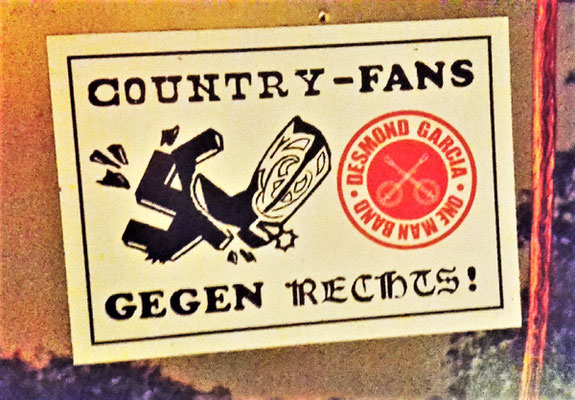 COUNTRY-FANS
DESMOND GARCIA • ONE MAN BAND •
GEGEN RECHTS!